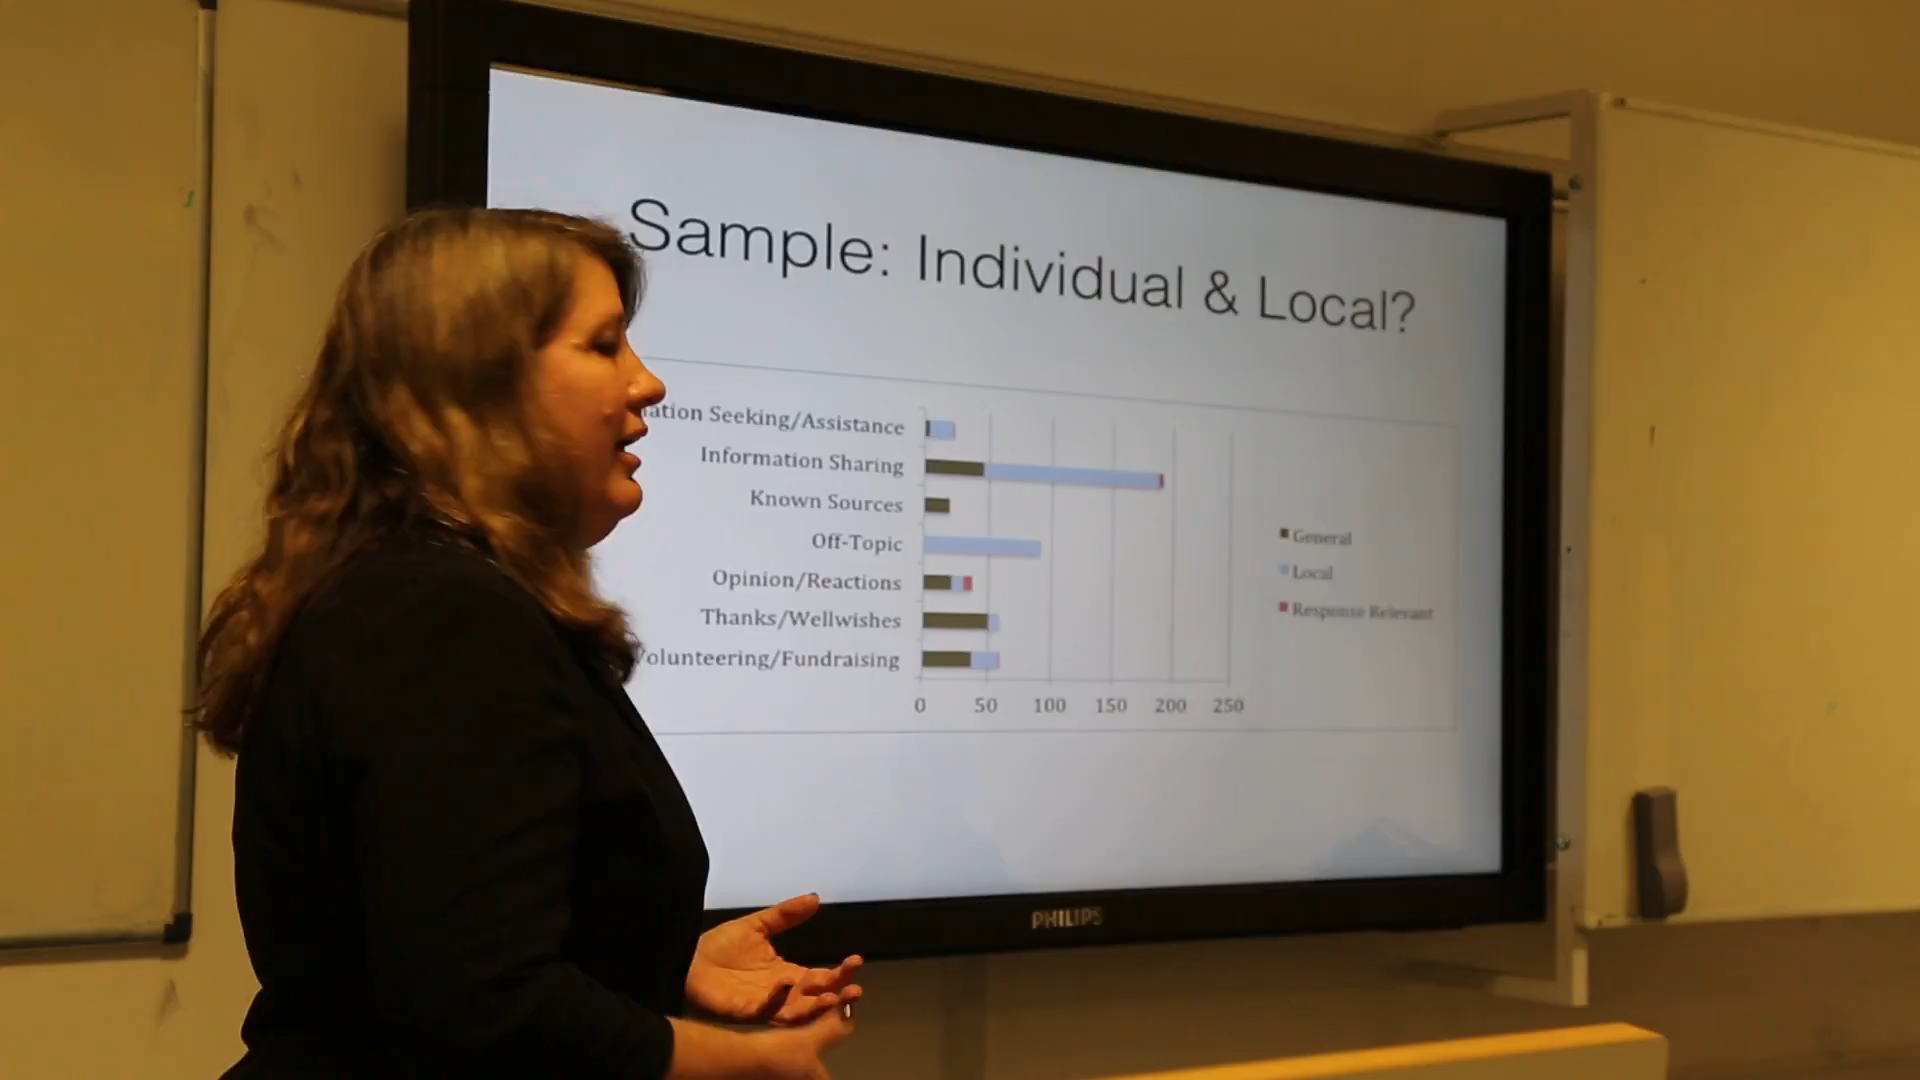 Sample: Individual & Local?
ation Seeking/Assistance
Information Sharing
Known Sources
Off-Topic
Opinion/Reactions
Thanks/Wellwishes
olunteering/Fundraising
0 50 100 150 200 250
General
Local
Response Relevant
PHILIPS